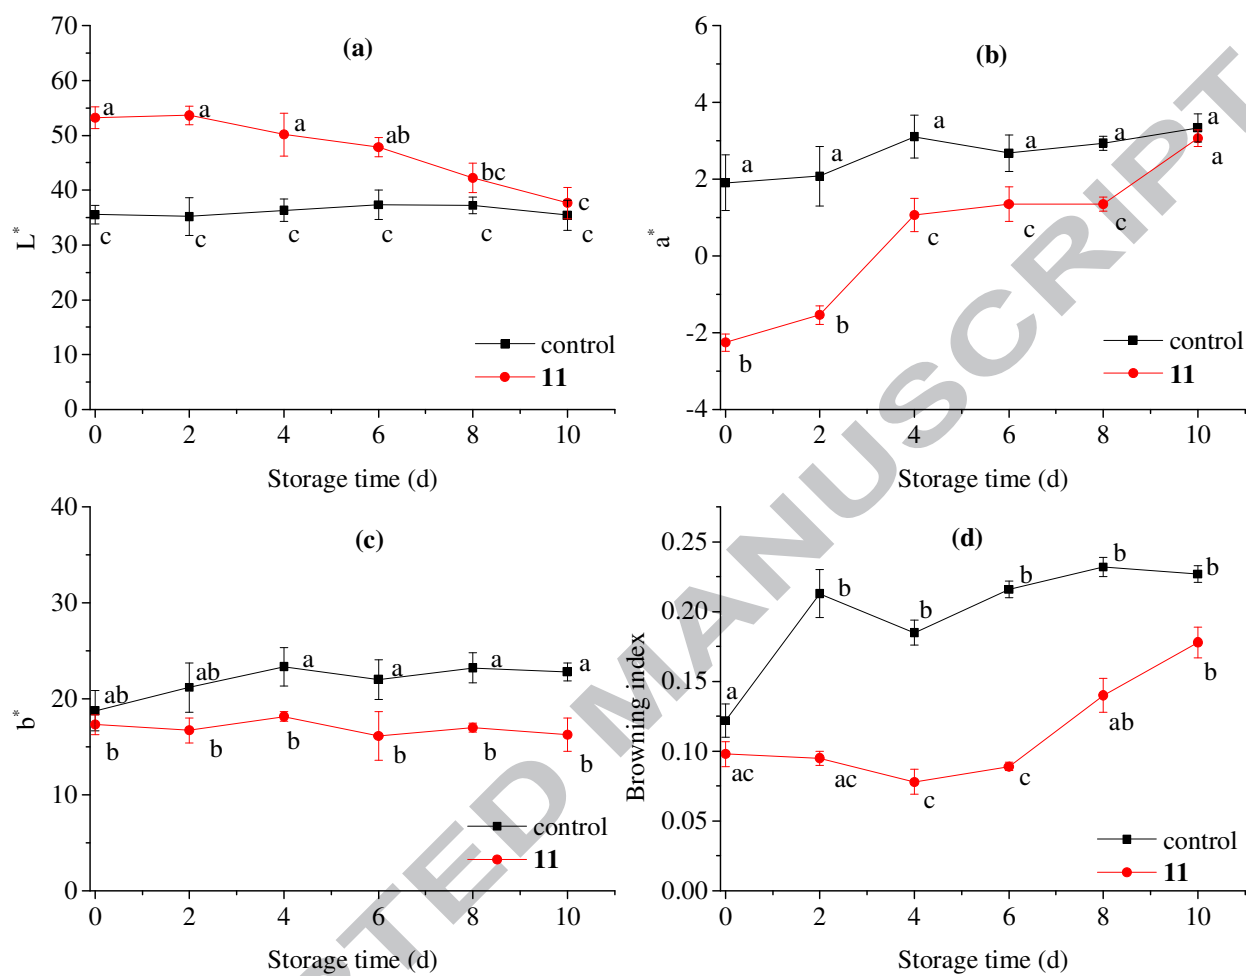 (a)
70
60
50
40
30
20
10
0
L*
a a a ab bc c
c c c c c c
control
11
0 2 4 6 8 10
Storage time (d)
(b)
6
4
2
0
-2
-4
a*
a a a a a a
b b c c c a
control
11
0 2 4 6 8 10
Storage time (d)
(c)
40
30
20
10
0
b*
ab ab a a a a
b b b b b b
control
11
0 2 4 6 8 10
Storage time (d)
(d)
0.25
0.20
0.15
0.10
0.05
0.00
Browning index
a b b b b b
ac ac c c ab b
control
11
0 2 4 6 8 10
Storage time (d)
PTED MANUSCRIPT